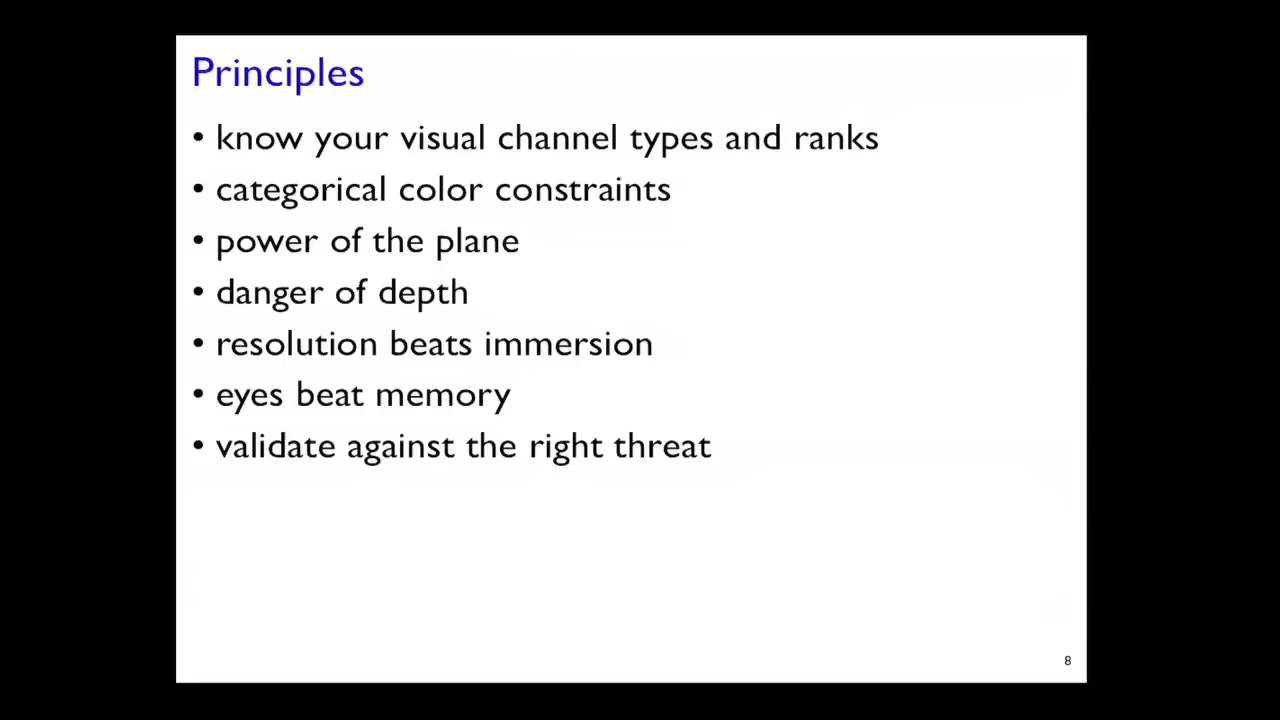 Principles
• know your visual channel types and ranks
• categorical color constraints
• power of the plane
• danger of depth
• resolution beats immersion
• eyes beat memory
• validate against the right threat
8